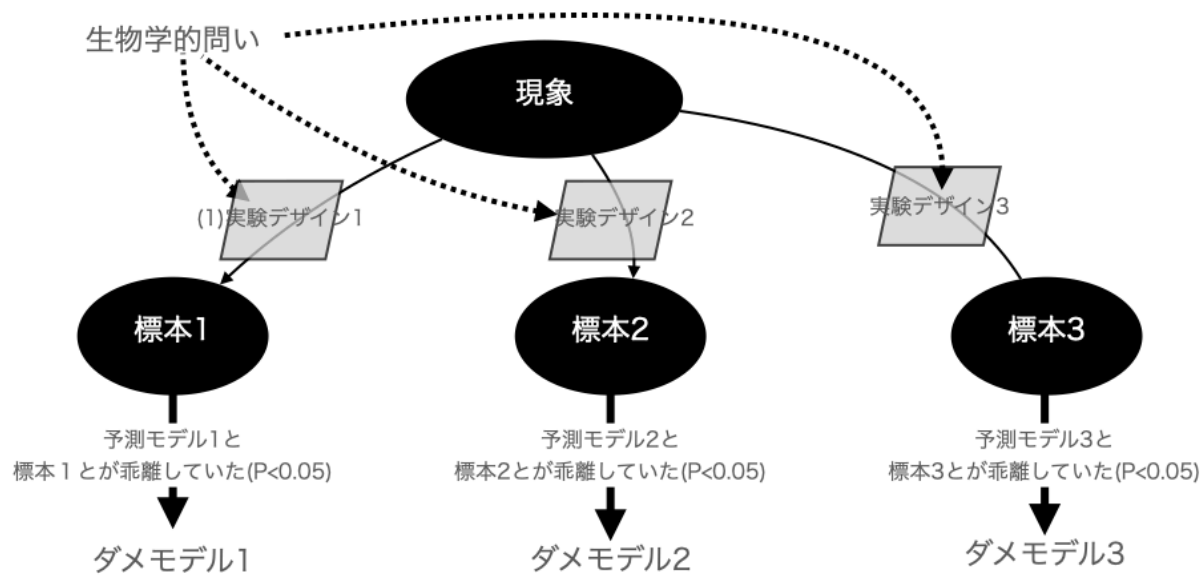 生物学的問い
現象
(1)実験デザイン1
実験デザイン2
実験デザイン3
標本1
標本2
標本3
予測モデル1と
標本１とが乖離していた(P<0.05)
予測モデル2と
標本2とが乖離していた(P<0.05)
予測モデル3と
標本3とが乖離していた(P<0.05)
ダメモデル1
ダメモデル2
ダメモデル3